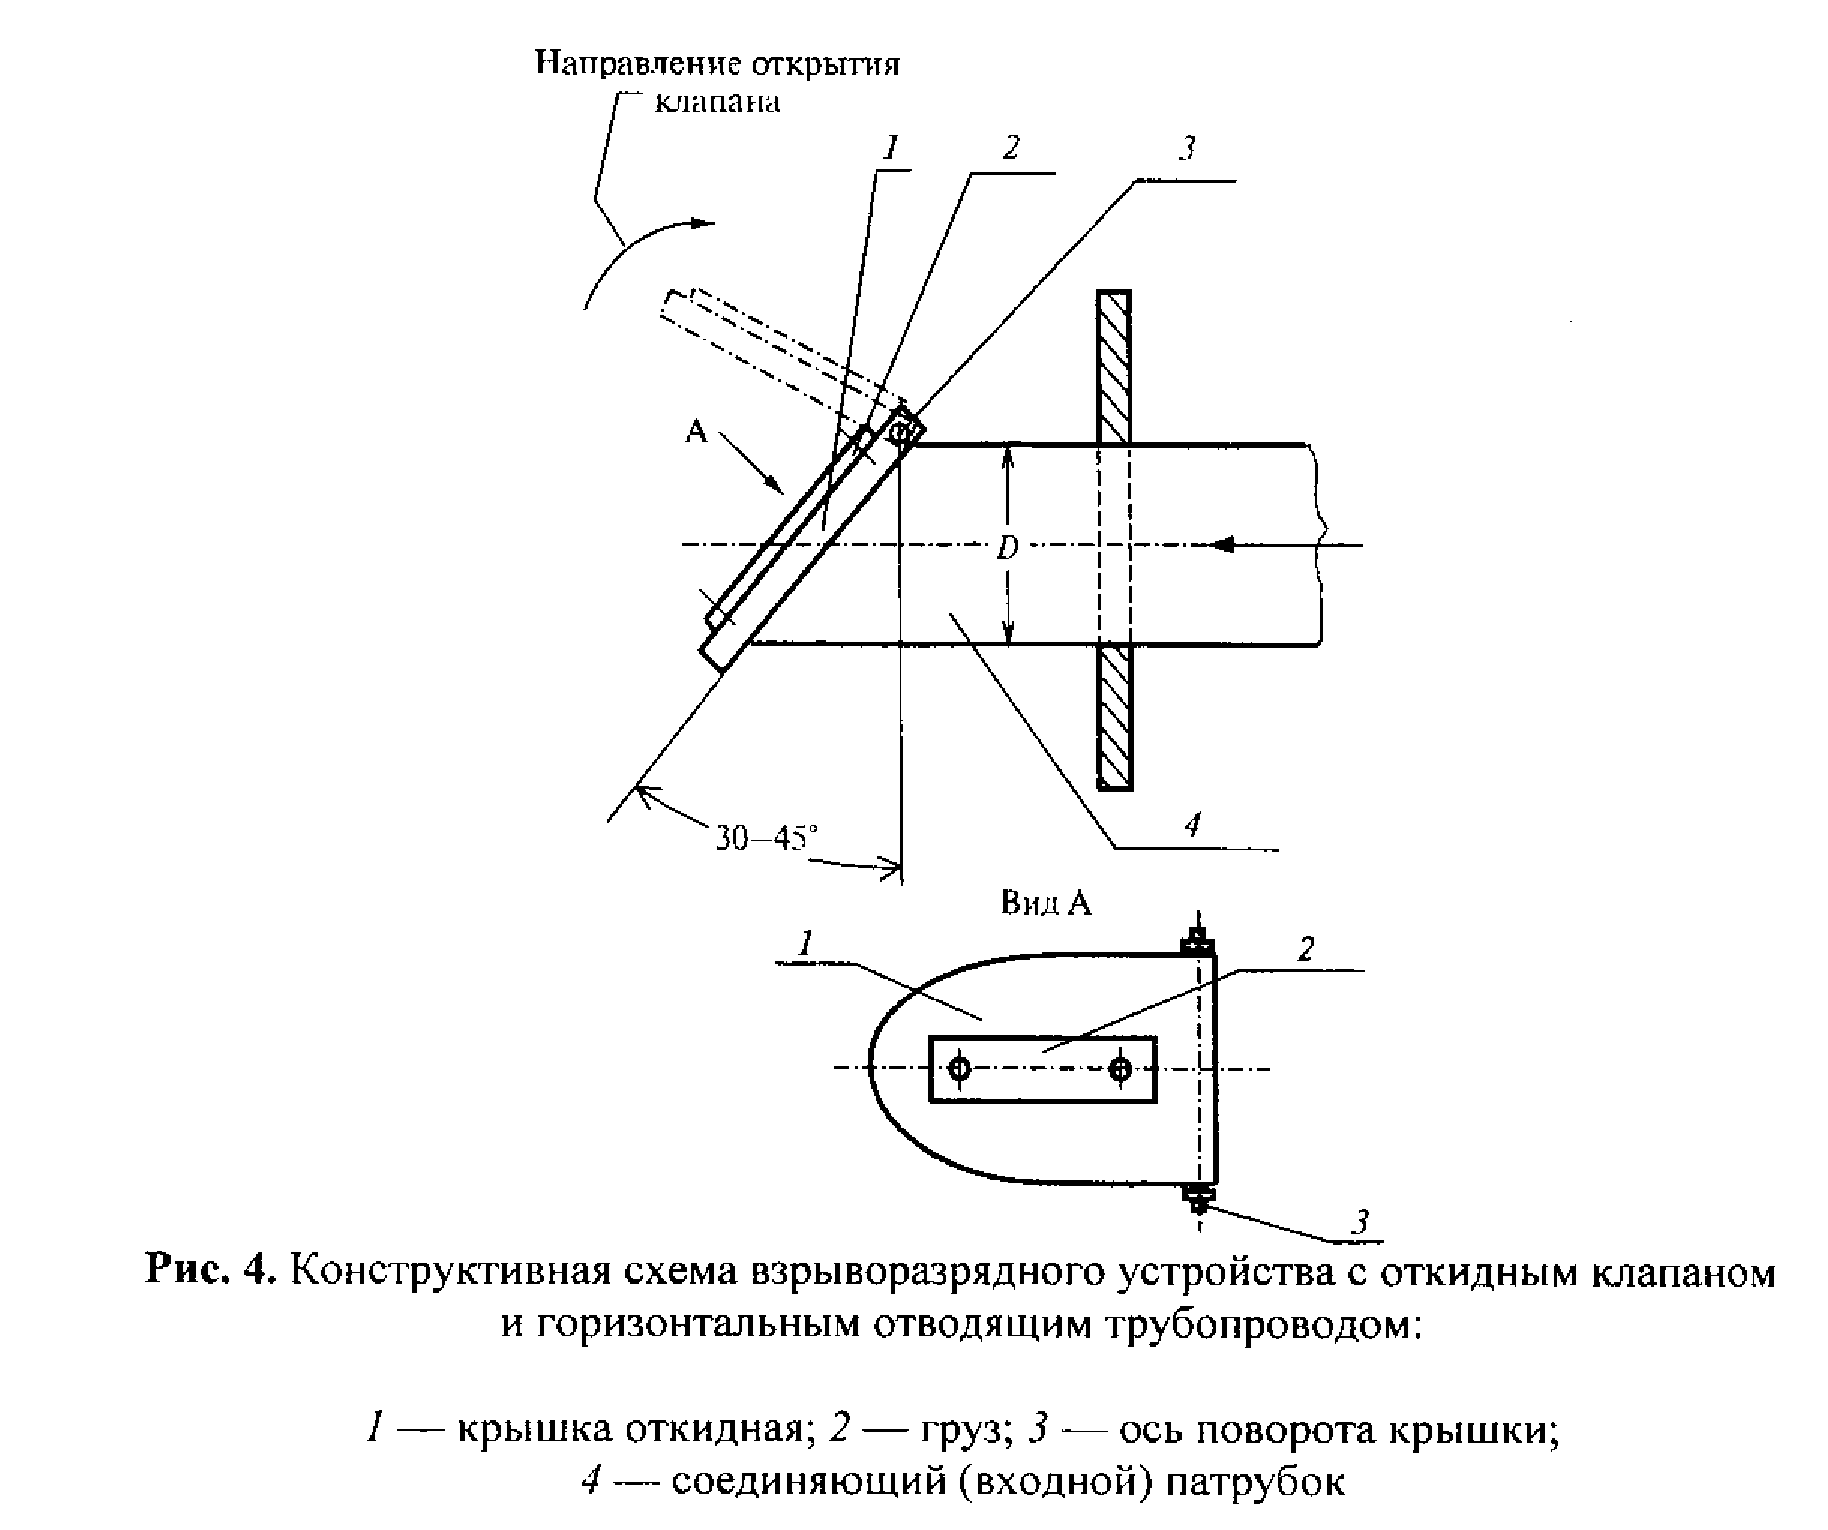 Направление открытия
клапана
1
2
3
А
D
4
30–45°
Вид А
1
2
3
Рис. 4. Конструктивная схема взрыворазрядного устройства с откидным клапаном
и горизонтальным отводящим трубопроводом:
1 — крышка откидная; 2 — груз; 3 — ось поворота крышки;
4 — соединяющий (входной) патрубок